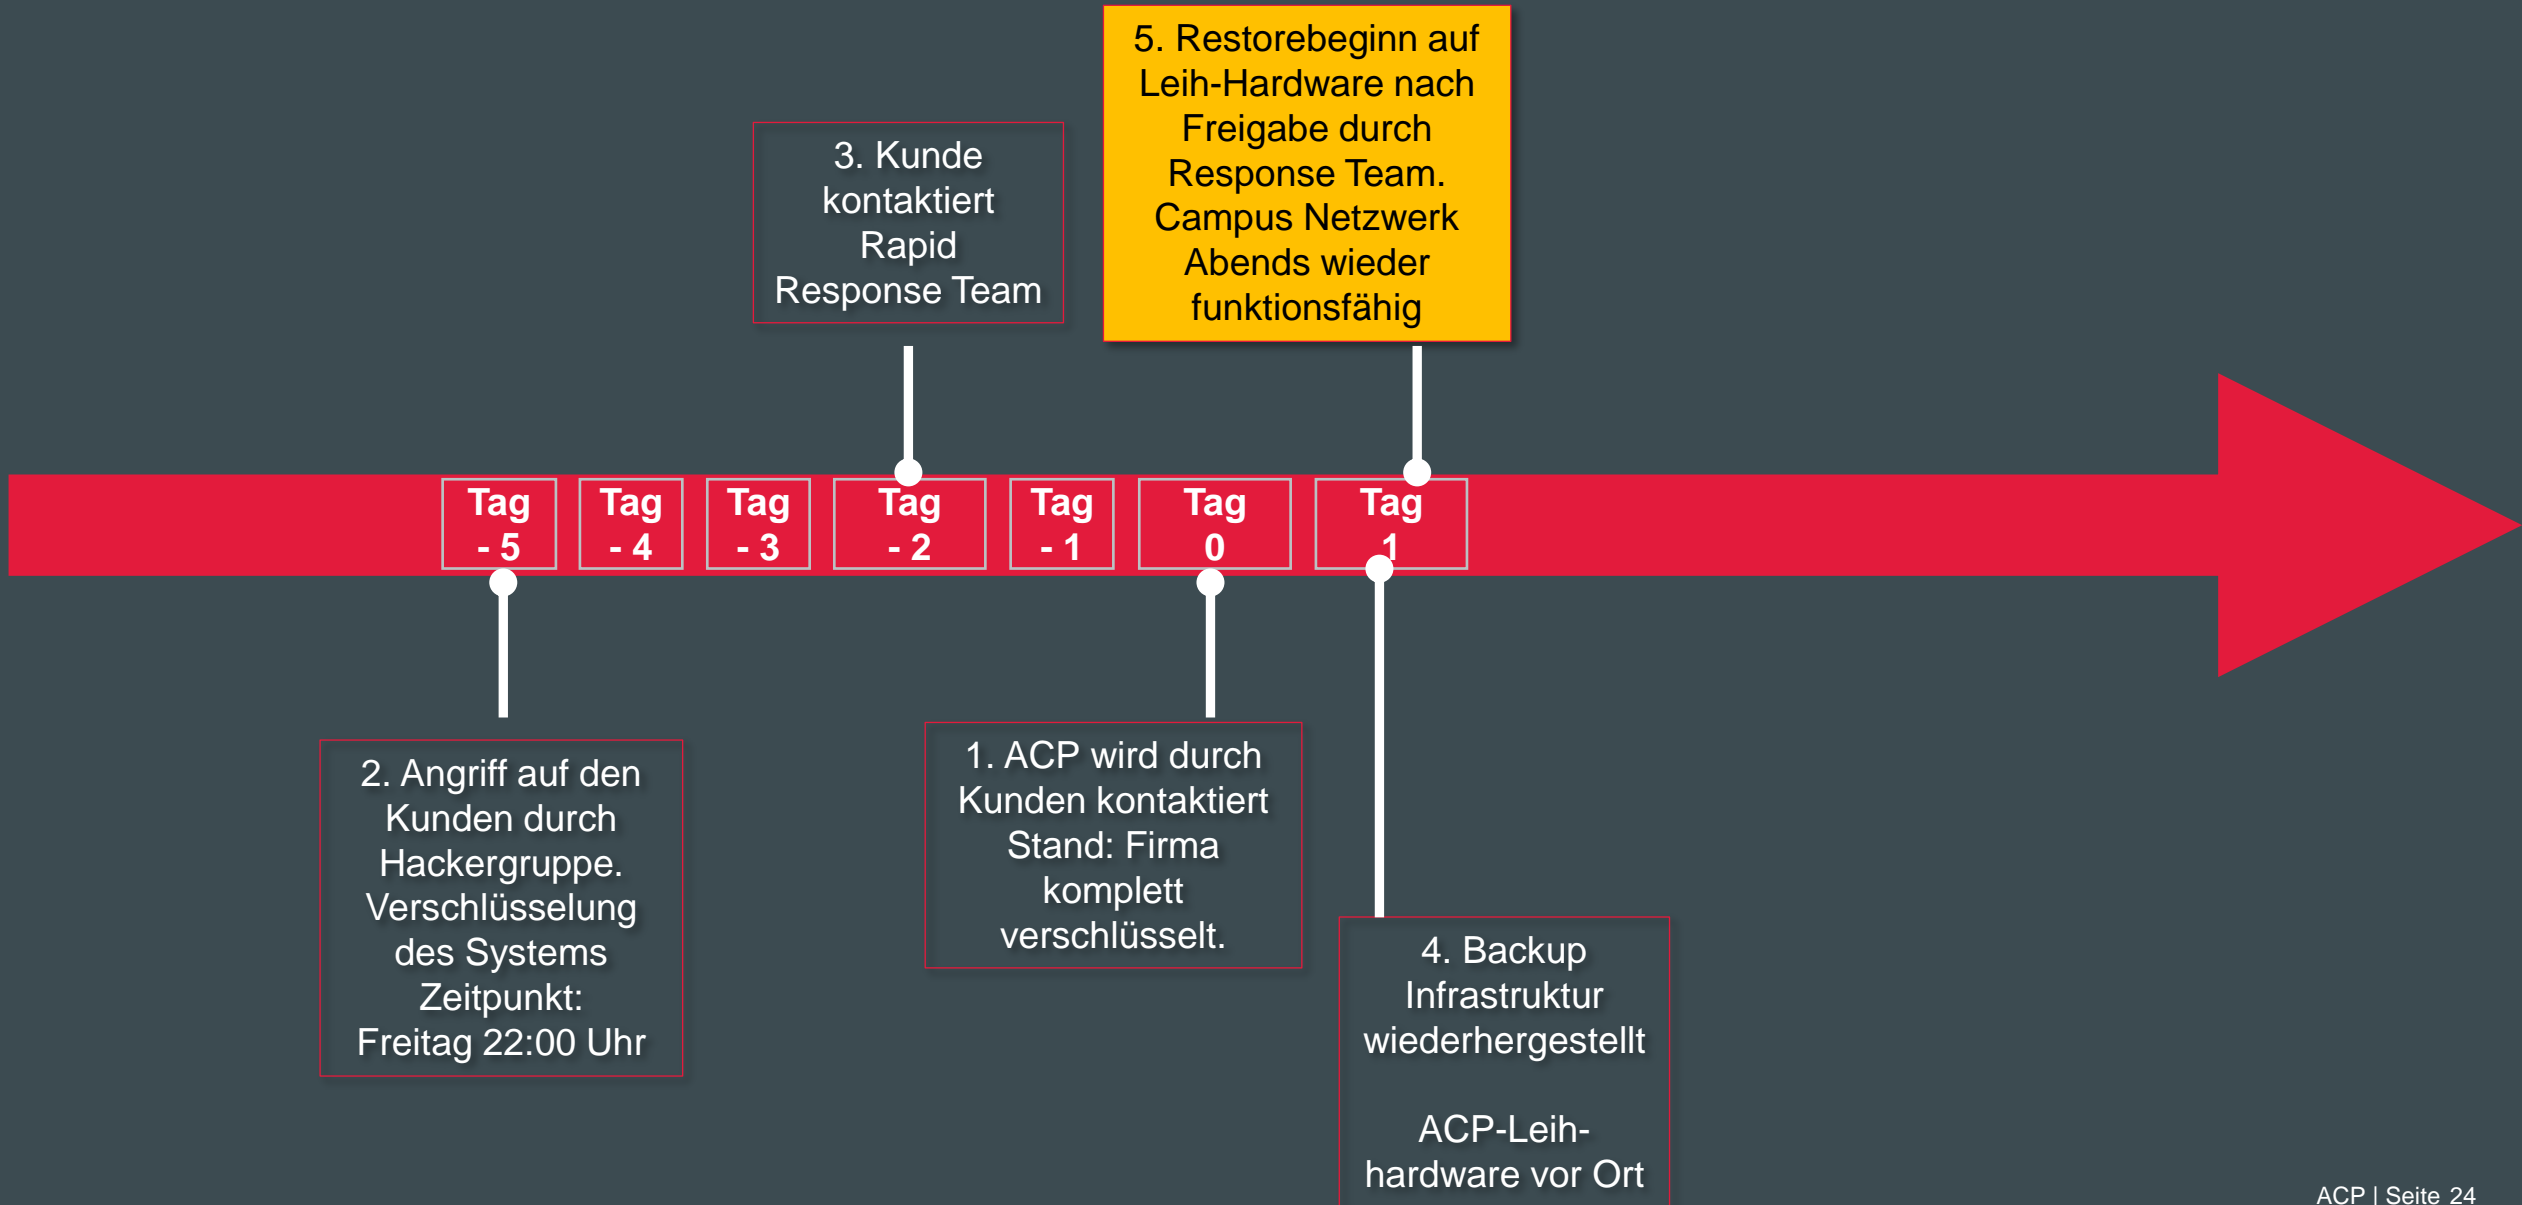 5. Restorebeginn auf
Leih-Hardware nach
Freigabe durch
Response Team.
Campus Netzwerk
Abends wieder
funktionsfähig
3. Kunde
kontaktiert
Rapid
Response Team
Tag
- 5
Tag
- 4
Tag
- 3
Tag
- 2
Tag
- 1
Tag
0
Tag
1
2. Angriff auf den
Kunden durch
Hackergruppe.
Verschlüsselung
des Systems
Zeitpunkt:
Freitag 22:00 Uhr
1. ACP wird durch
Kunden kontaktiert
Stand: Firma
komplett
verschlüsselt.
4. Backup
Infrastruktur
wiederhergestellt
ACP-Leih-
hardware vor Ort
ACP | Seite 24